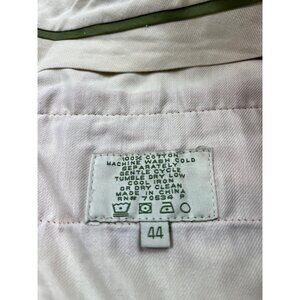 100% COTTON
MACHINE WASH COLD
SEPARATELY
GENTLE CYCLE
TUMBLE DRY LOW
COOL IRON
OR DRY CLEAN
MADE IN CHINA
RN# 70534
44